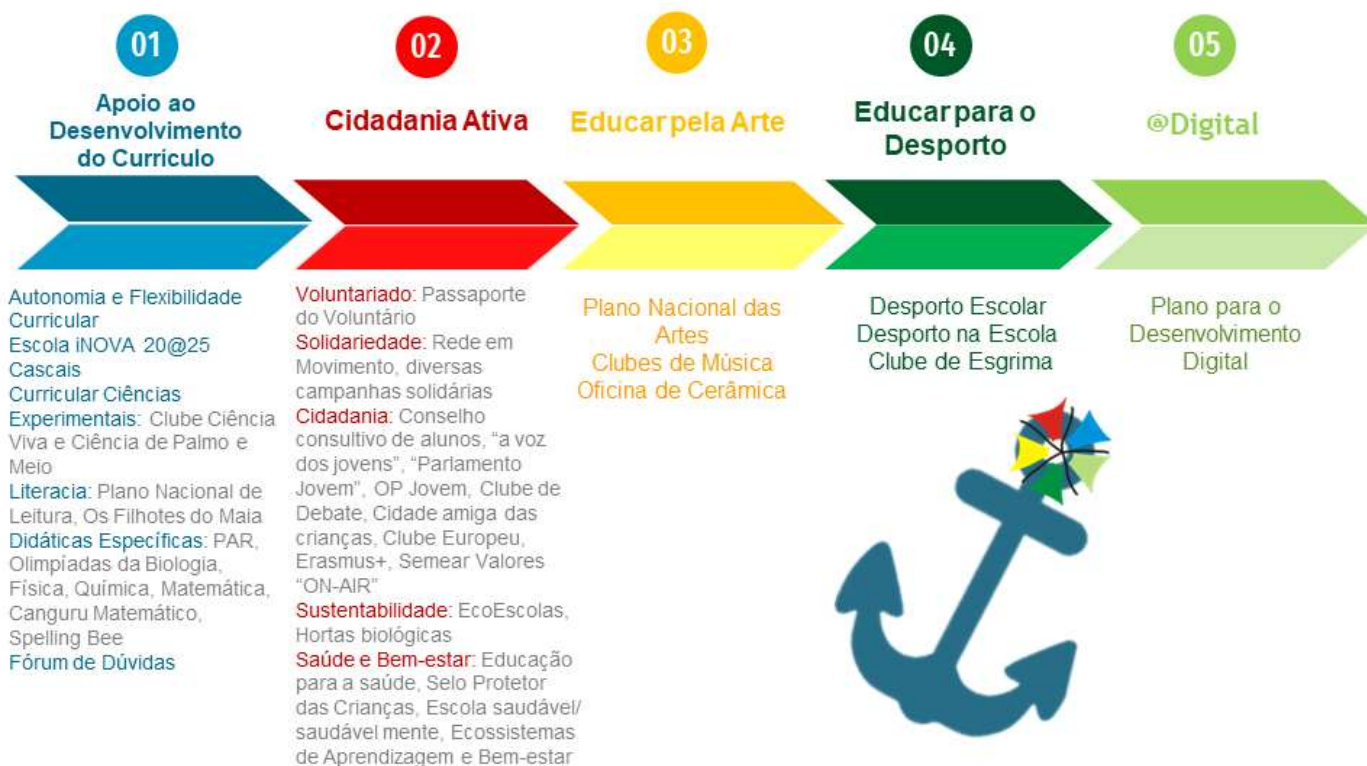 01
Apoio ao
Desenvolvimento
do Currículo
Autonomia e Flexibilidade
Curricular
Escola iNOVA 20@25
Cascais
Curricular Ciências
Experimentais: Clube Ciência
Viva e Ciência de Palmo e
Meio
Literacia: Plano Nacional de
Leitura, Os Filhotes do Maia
Didáticas Específicas: PAR,
Olimpíadas da Biologia,
Física, Química, Matemática,
Canguru Matemático,
Spelling Bee
Fórum de Dúvidas
02
Cidadania Ativa
Voluntariado: Passaporte
do Voluntário
Solidariedade: Rede em
Movimento, diversas
campanhas solidárias
Cidadania: Conselho
consultivo de alunos, “a voz
dos jovens”, “Parlamento
Jovem”, OP Jovem, Clube de
Debate, Cidade amiga das
crianças, Clube Europeu,
Erasmus+, Semear Valores
“ON-AIR”
Sustentabilidade: EcoEscolas,
Hortas biológicas
Saúde e Bem-estar: Educação
para a saúde, Selo Protetor
das Crianças, Escola saudável/
saudável mente, Ecossistemas
de Aprendizagem e Bem-estar
03
Educar pela Arte
Plano Nacional das
Artes
Clubes de Música
Oficina de Cerâmica
04
Educar para o
Desporto
Desporto Escolar
Desporto na Escola
Clube de Esgrima
05
@Digital
Plano para o
Desenvolvimento
Digital